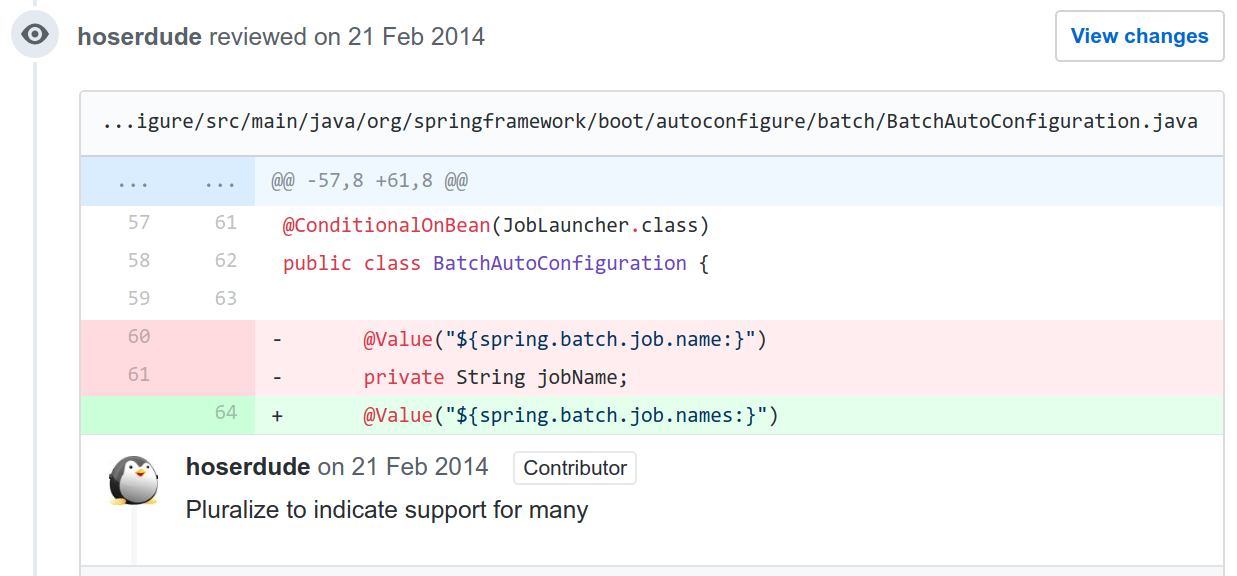 hoserdude reviewed on 21 Feb 2014
View changes
...igure/src/main/java/org/springframework/boot/autoconfigure/batch/BatchAutoConfiguration.java
... ... @@ -57,8 +61,8 @@
57 61 @ConditionalOnBean(JobLauncher.class)
58 62 public class BatchAutoConfiguration {
59 63
60 - @Value("${spring.batch.job.name:}")
61 - private String jobName;
64 + @Value("${spring.batch.job.names:}")
hoserdude on 21 Feb 2014 Contributor
Pluralize to indicate support for many